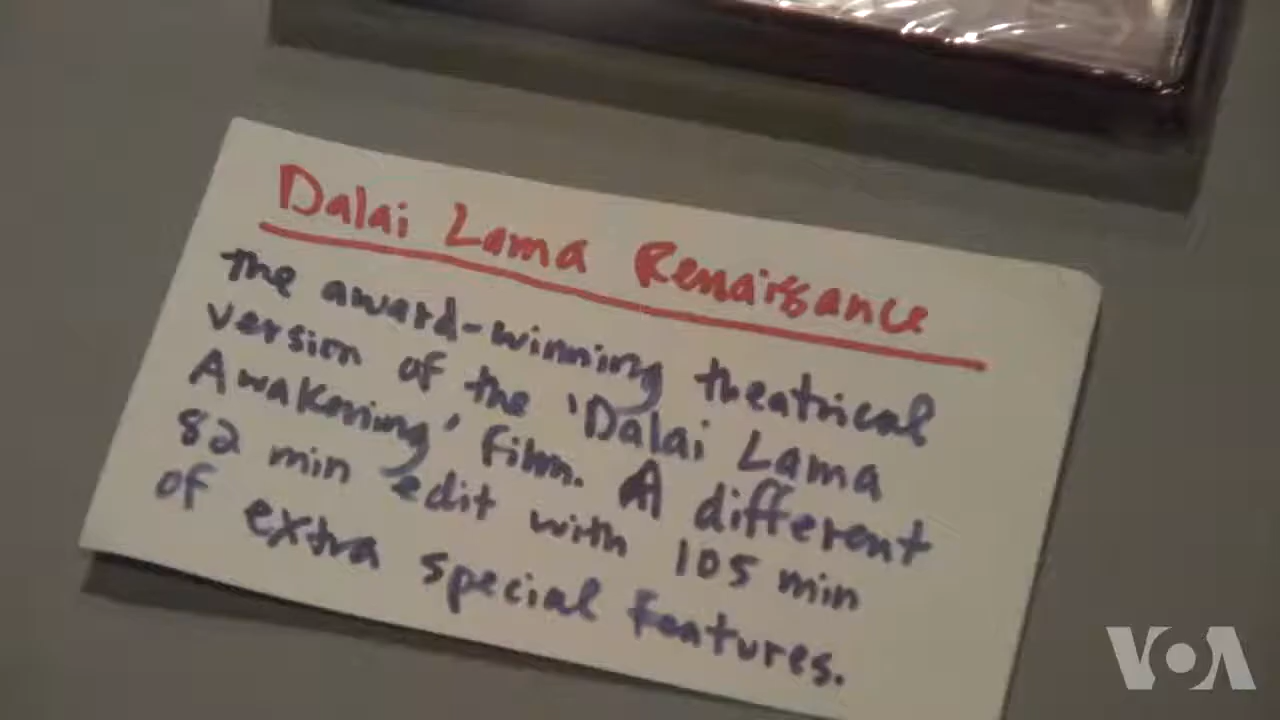 Dalai Lama Renaissance
The award-winning theatrical
version of the 'Dalai Lama
Awakening' film. A different
82 min edit with 105 min
of extra special features.
VOA